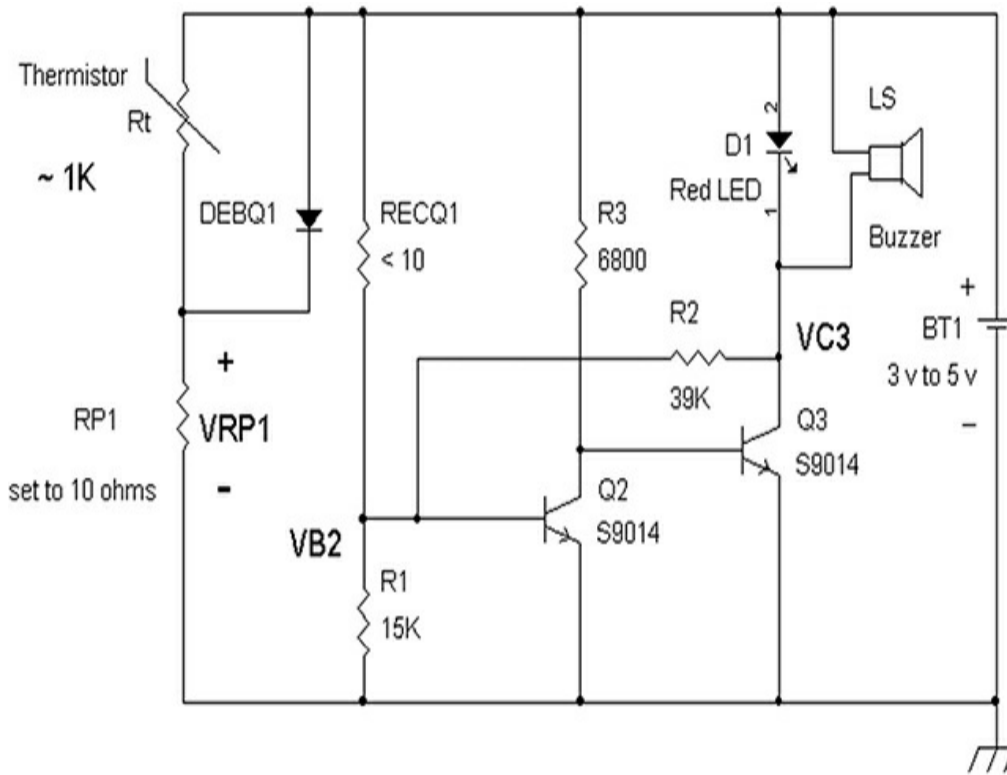 Thermistor
Rt
~ 1K
DEBQ1
RECQ1
< 10
R3
6800
2
D1
Red LED
1
LS
Buzzer
+
BT1
3 v to 5 v
-
R2
39K
VC3
+
RP1
VRP1
set to 10 ohms
-
Q3
S9014
Q2
S9014
VB2
R1
15K